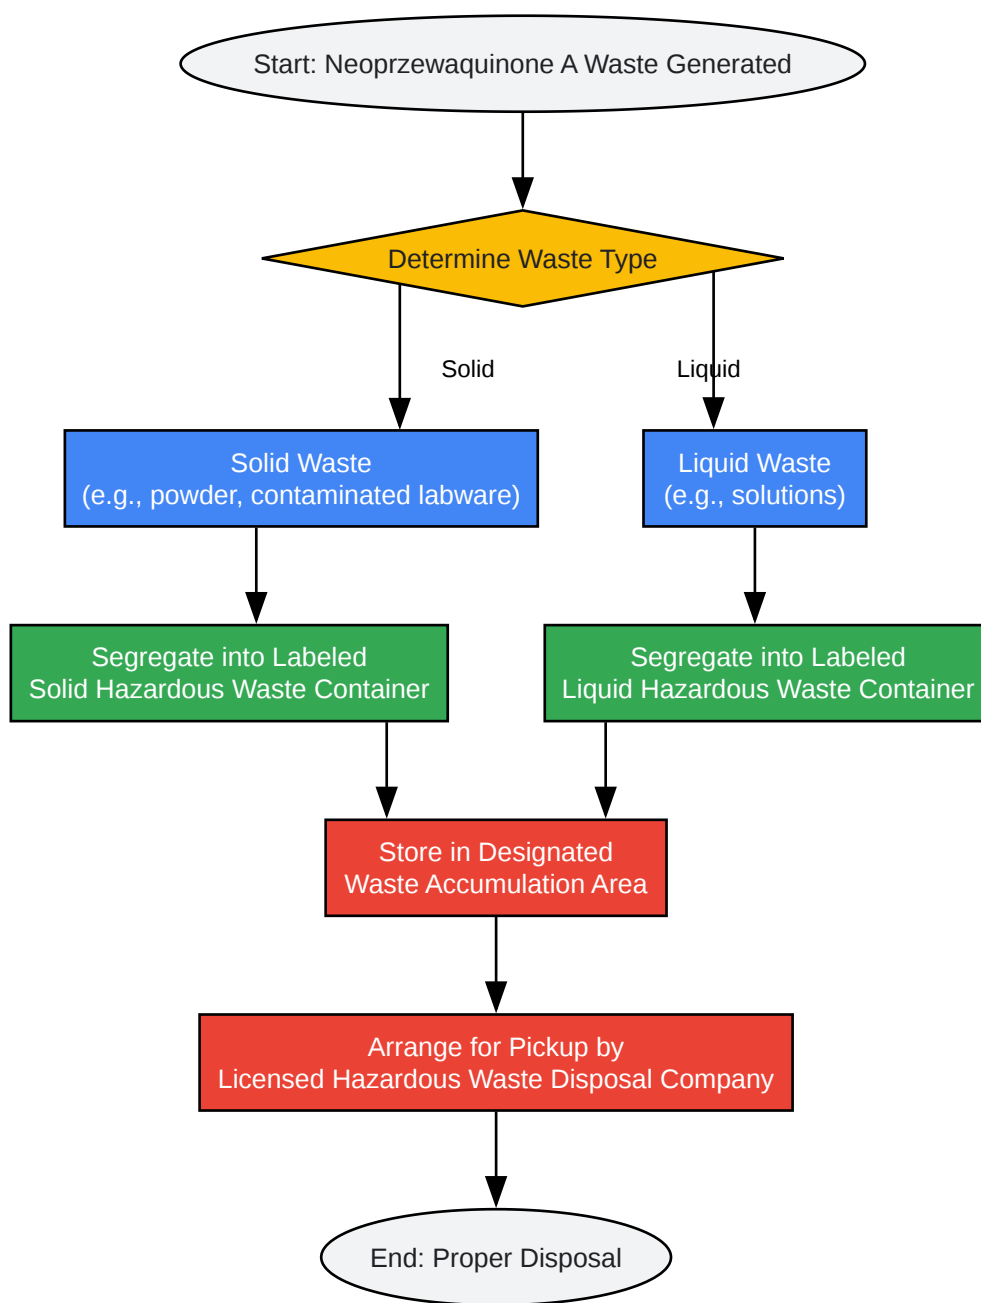 Start: Neoprzewaquinone A Waste Generated
Determine Waste Type
Solid
Liquid
Solid Waste
(e.g., powder, contaminated labware)
Liquid Waste
(e.g., solutions)
Segregate into Labeled
Solid Hazardous Waste Container
Segregate into Labeled
Liquid Hazardous Waste Container
Store in Designated
Waste Accumulation Area
Arrange for Pickup by
Licensed Hazardous Waste Disposal Company
End: Proper Disposal